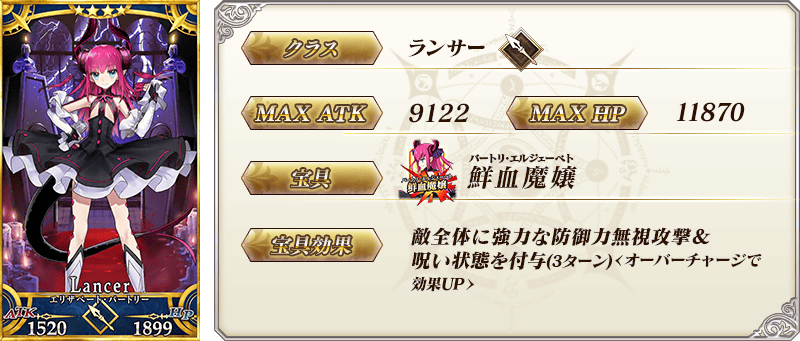 Lancer
エリザベート・バートリー
ATK
HP
1520
1899
クラス
ランサー
MAX ATK
9122
MAX HP
11870
宝具
バートリ・エルジェーベト
鮮血魔嬢
鮮血魔嬢
宝具効果
敵全体に強力な防御力無視攻撃＆
呪い状態を付与(3ターン)<オーバーチャージで
効果UP>